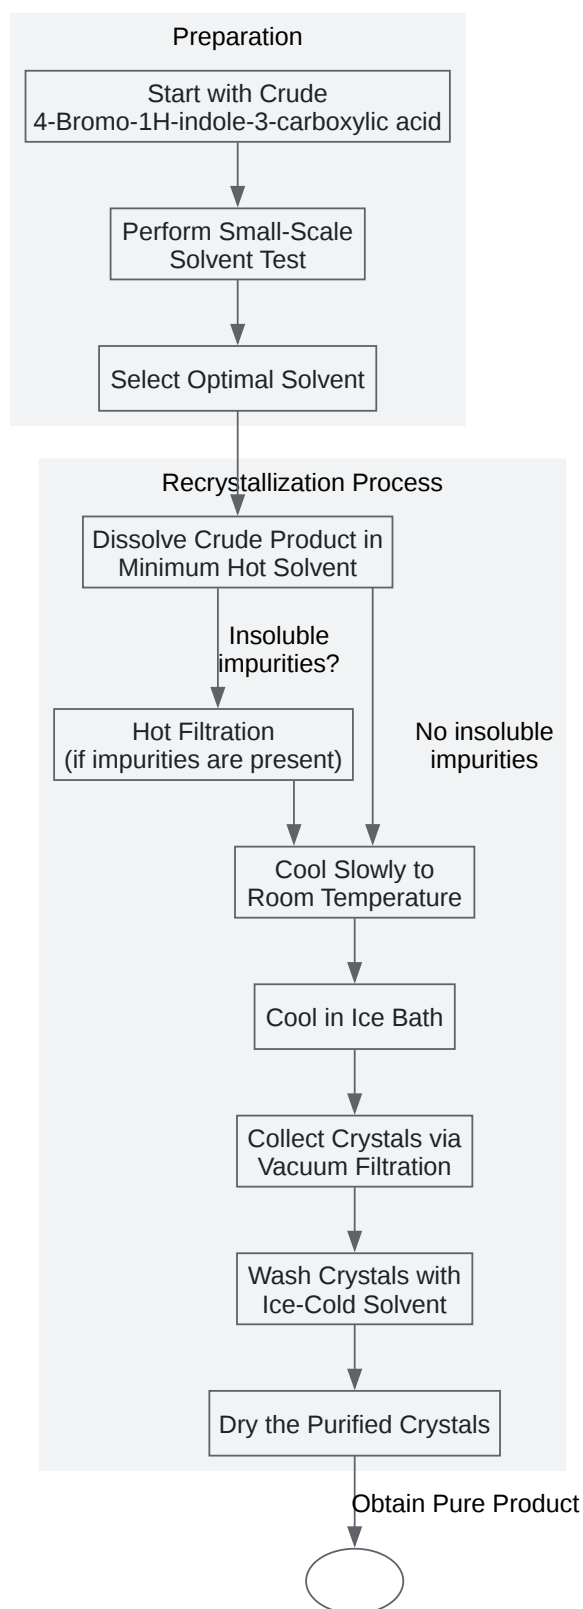 Preparation
Start with Crude
4-Bromo-1H-indole-3-carboxylic acid
Perform Small-Scale
Solvent Test
Select Optimal Solvent
Recrystallization Process
Dissolve Crude Product in
Minimum Hot Solvent
Insoluble
impurities?
Hot Filtration
(if impurities are present)
No insoluble
impurities
Cool Slowly to
Room Temperature
Cool in Ice Bath
Collect Crystals via
Vacuum Filtration
Wash Crystals with
Ice-Cold Solvent
Dry the Purified Crystals
Obtain Pure Product